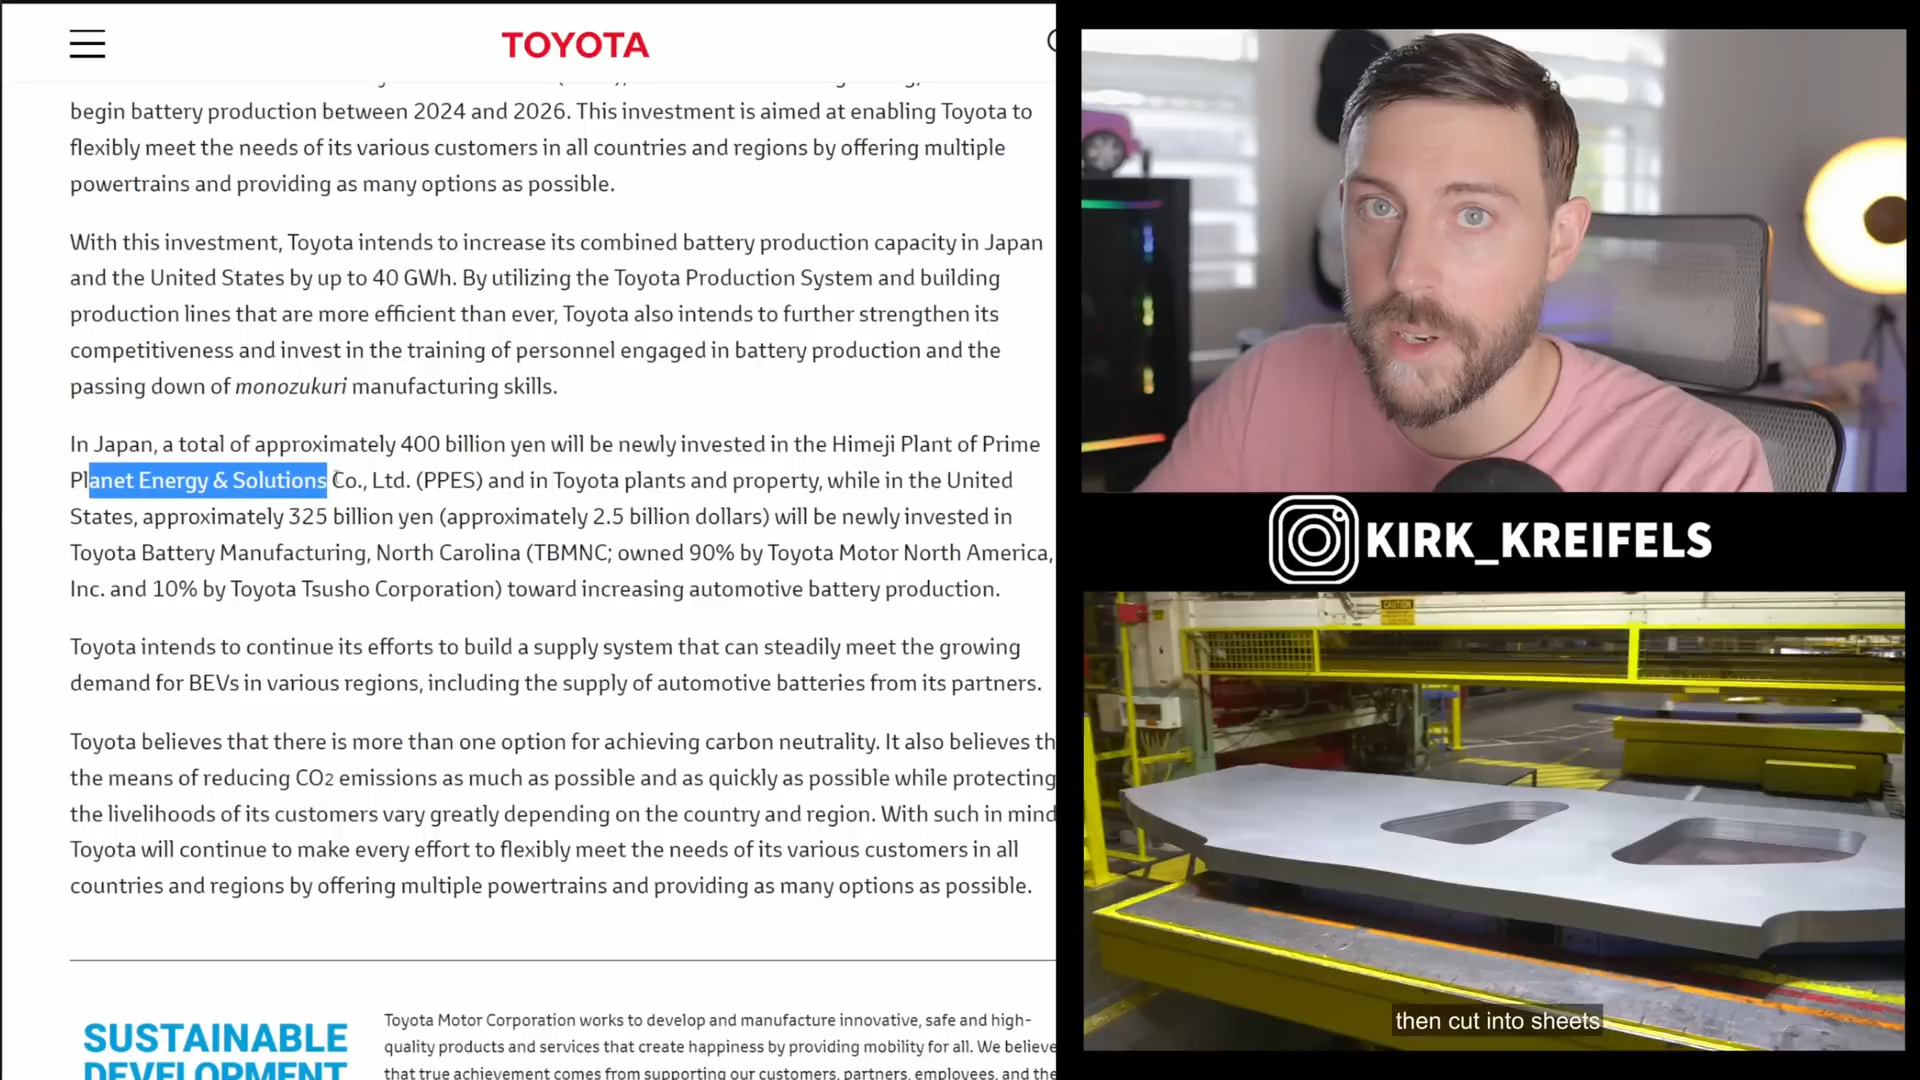 TOYOTA
begin battery production between 2024 and 2026. This investment is aimed at enabling Toyota to
flexibly meet the needs of its various customers in all countries and regions by offering multiple
powertrains and providing as many options as possible.
With this investment, Toyota intends to increase its combined battery production capacity in Japan
and the United States by up to 40 GWh. By utilizing the Toyota Production System and building
production lines that are more efficient than ever, Toyota also intends to further strengthen its
competitiveness and invest in the training of personnel engaged in battery production and the
passing down of monozukuri manufacturing skills.
In Japan, a total of approximately 400 billion yen will be newly invested in the Himeji Plant of Prime
Planet Energy & Solutions Co., Ltd. (PPES) and in Toyota plants and property, while in the United
States, approximately 325 billion yen (approximately 2.5 billion dollars) will be newly invested in
Toyota Battery Manufacturing, North Carolina (TBMNC; owned 90% by Toyota Motor North America,
Inc. and 10% by Toyota Tsusho Corporation) toward increasing automotive battery production.
Toyota intends to continue its efforts to build a supply system that can steadily meet the growing
demand for BEVs in various regions, including the supply of automotive batteries from its partners.
Toyota believes that there is more than one option for achieving carbon neutrality. It also believes th
the means of reducing CO2 emissions as much as possible and as quickly as possible while protecting
the livelihoods of its customers vary greatly depending on the country and region. With such in mind
Toyota will continue to make every effort to flexibly meet the needs of its various customers in all
countries and regions by offering multiple powertrains and providing as many options as possible.
SUSTAINABLE
DEVELOPMENT
Toyota Motor Corporation works to develop and manufacture innovative, safe and high-
quality products and services that create happiness by providing mobility for all. We believe
that true achievement comes from supporting our customers, partners, employees, and the
KIRK_KREIFELS
CAUTION
then cut into sheets